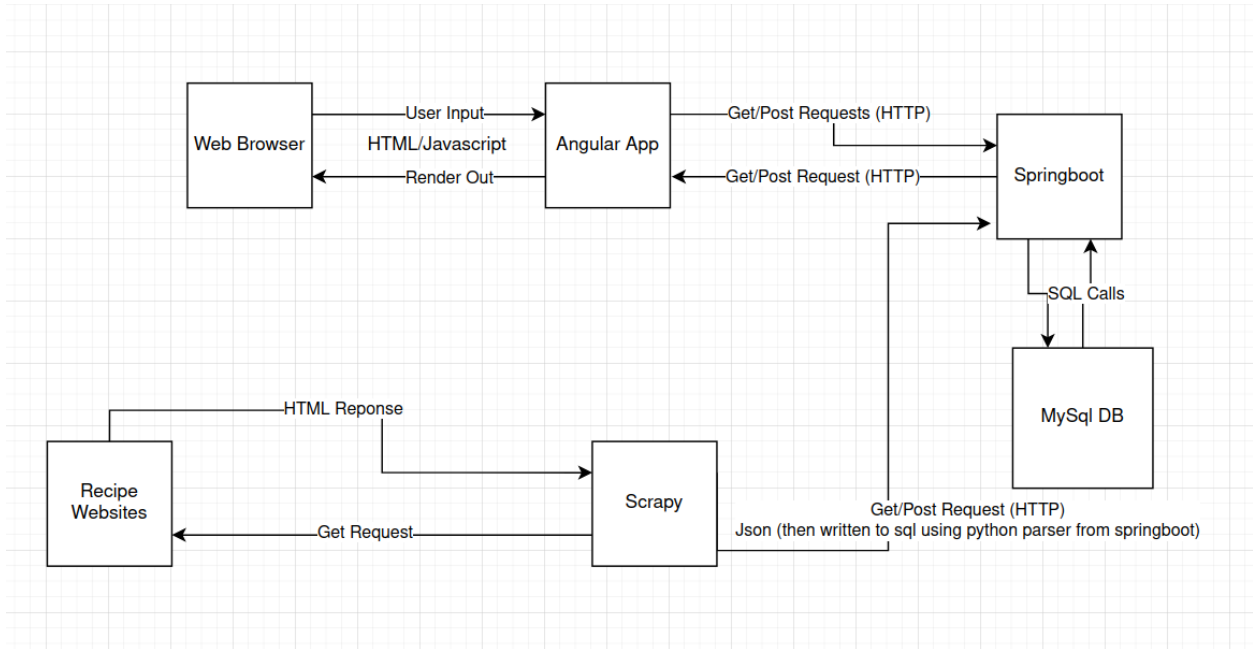 User Input
Get/Post Requests (HTTP)
Web Browser
HTML/Javascript
Angular App
Springboot
Render Out
Get/Post Request (HTTP)
SQL Calls
MySql DB
HTML Reponse
Recipe
Websites
Scrapy
Get/Post Request (HTTP)
Json (then written to sql using python parser from springboot)
Get Request